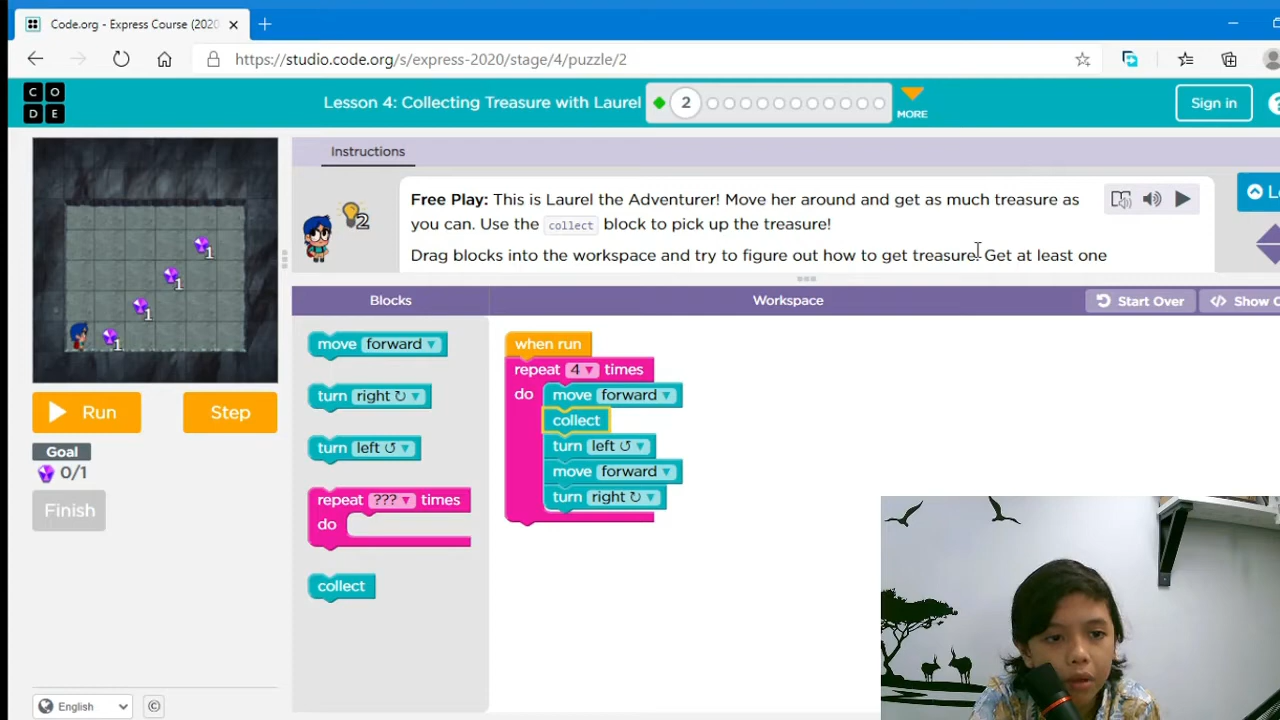 Code.org - Express Course (2020
https://studio.code.org/s/express-2020/stage/4/puzzle/2
C O
D E
Lesson 4: Collecting Treasure with Laurel
2
MORE
Sign in
?
Instructions
2
Free Play: This is Laurel the Adventurer! Move her around and get as much treasure as
you can. Use the collect block to pick up the treasure!
Drag blocks into the workspace and try to figure out how to get treasure! Get at least one
Blocks
Workspace
Start Over
Show
1
1
1
1
Run
Step
Goal
0/1
Finish
move forward
turn right
turn left
repeat ??? times
do
collect
when run
repeat 4 times
do
move forward
collect
turn left
move forward
turn right
English
©